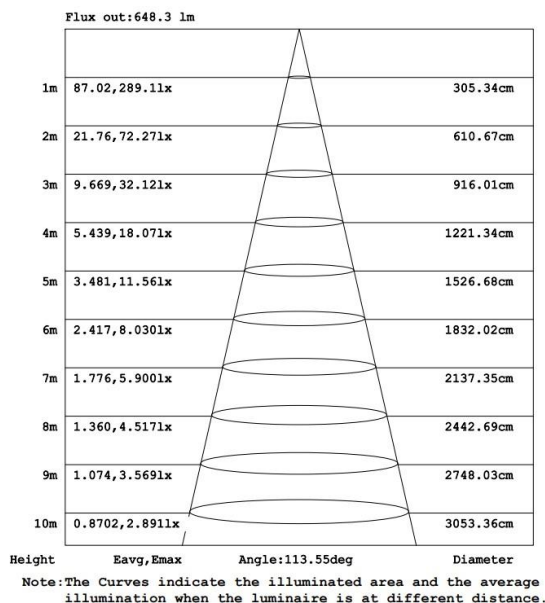 Flux out:648.3 lm
1m 87.02,289.1lx 305.34cm
2m 21.76,72.27lx 610.67cm
3m 9.669,32.12lx 916.01cm
4m 5.439,18.07lx 1221.34cm
5m 3.481,11.56lx 1526.68cm
6m 2.417,8.030lx 1832.02cm
7m 1.776,5.900lx 2137.35cm
8m 1.360,4.517lx 2442.69cm
9m 1.074,3.569lx 2748.03cm
10m 0.8702,2.891lx 3053.36cm
Height Eavg,Emax Angle:113.55deg Diameter
Note:The Curves indicate the illuminated area and the average
illumination when the luminaire is at different distance.